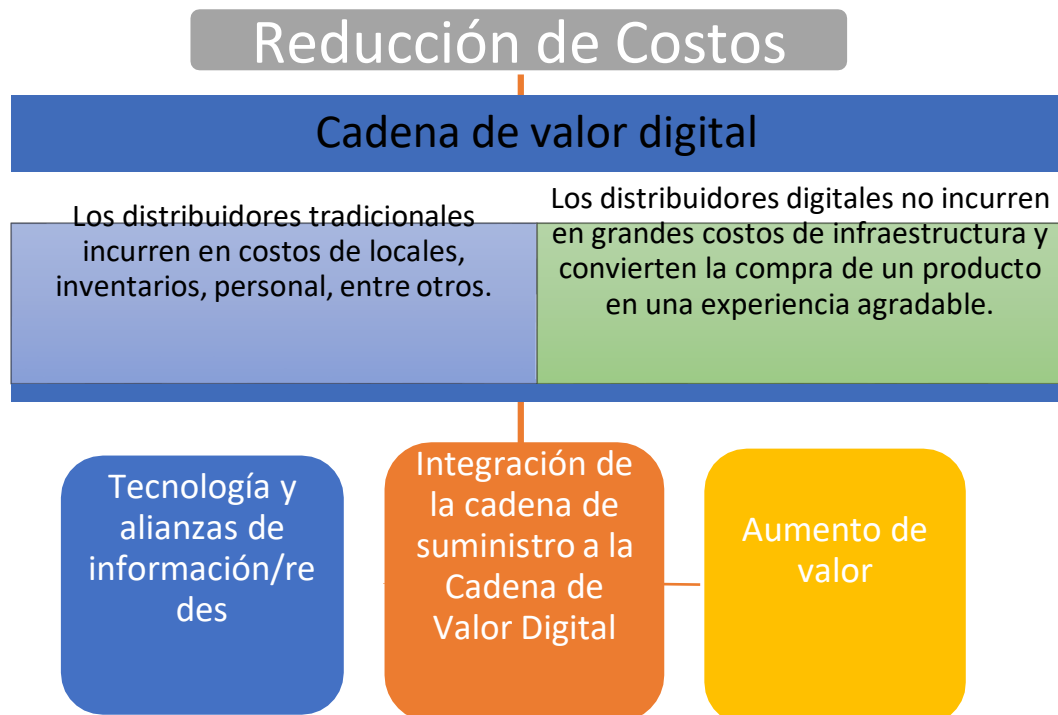 Reducción de Costos
Cadena de valor digital
Los distribuidores tradicionales
incurren en costos de locales,
inventarios, personal, entre otros.
Los distribuidores digitales no incurren
en grandes costos de infraestructura y
convierten la compra de un producto
en una experiencia agradable.
Tecnología y
alianzas de
información/re
des
Integración de
la cadena de
suministro a la
Cadena de
Valor Digital
Aumento de
valor